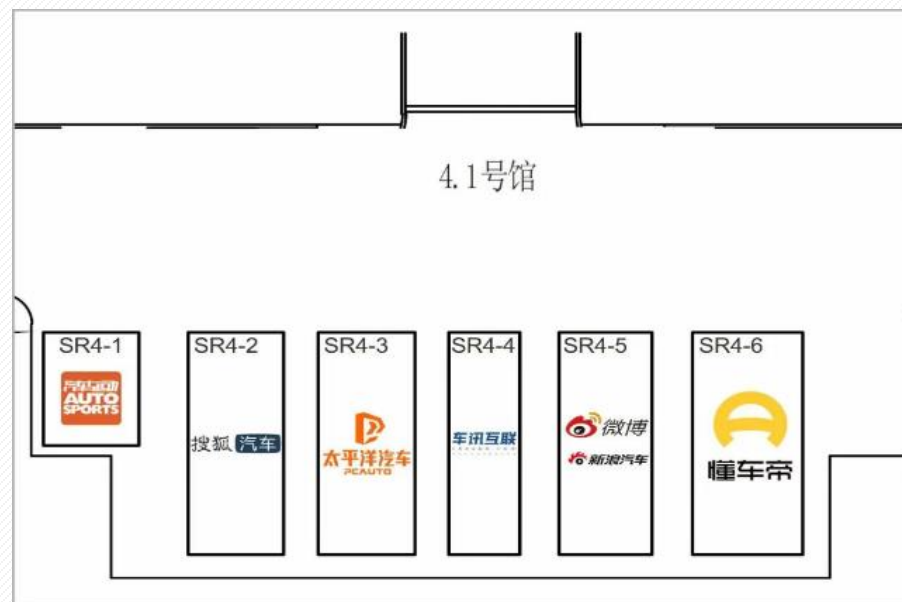 4.1号馆
SR4-1
汽车互动
AUTO
SPORTS
SR4-2
搜狐 汽车
SR4-3
太平洋汽车
PCAUTO
SR4-4
车讯互联
SR4-5
微博
新浪汽车
SR4-6
懂车帝